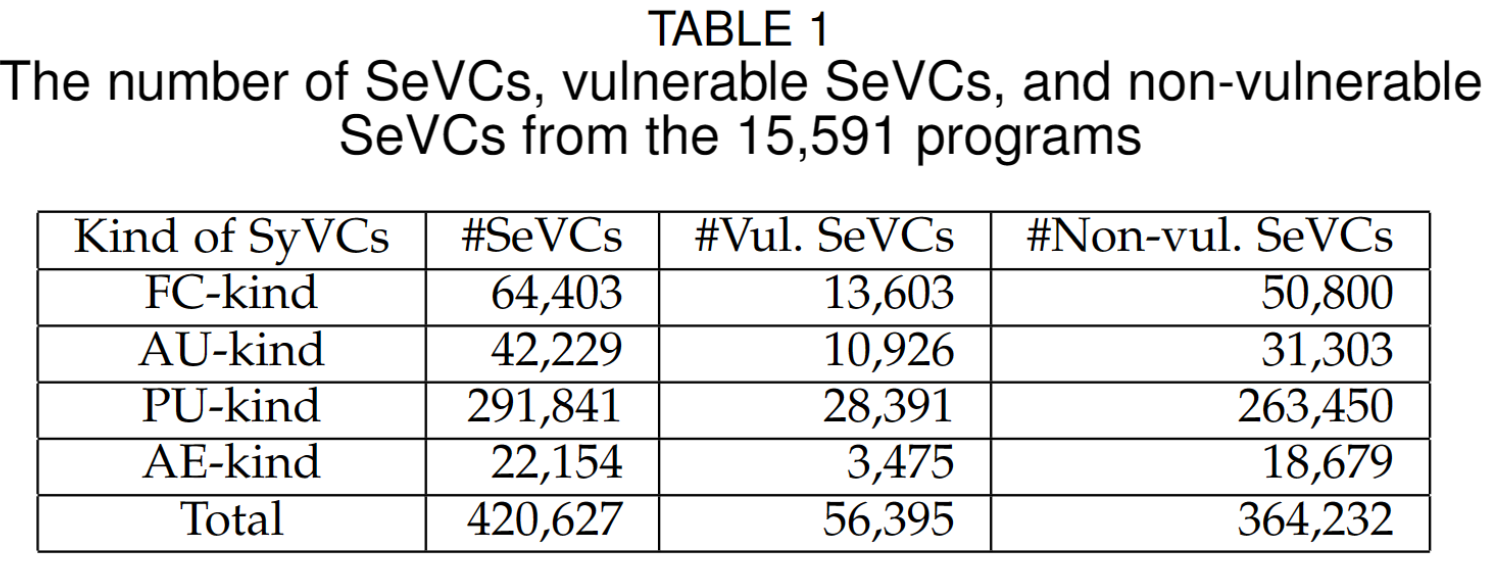 TABLE 1
The number of SeVCs, vulnerable SeVCs, and non-vulnerable
SeVCs from the 15,591 programs
Kind of SyVCs #SeVCs #Vul. SeVCs #Non-vul. SeVCs
FC-kind 64,403 13,603 50,800
AU-kind 42,229 10,926 31,303
PU-kind 291,841 28,391 263,450
AE-kind 22,154 3,475 18,679
Total 420,627 56,395 364,232